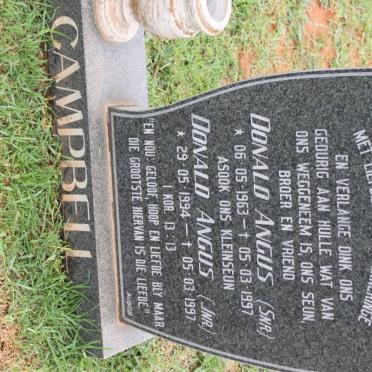 MET LIEFDE
EN VERLANGE DINK ONS
GEDURIG AAN HULLE WAT VAN
ONS WEGGENEEM IS, ONS SEUN,
BROER EN VRIEND
DONALD ANGUS (SNR)
★ 06·05·1963 — † 05·03·1997
ASOOK ONS KLEINSEUN
DONALD ANGUS (JNR)
★ 29·05·1994 — † 05·03·1997
I KOR. 13:13
"EN NOU: GELOOF, HOOP EN LIEFDE BLY MAAR
DIE GROOTSTE HIERVAN IS DIE LIEFDE."
CAMPBELL